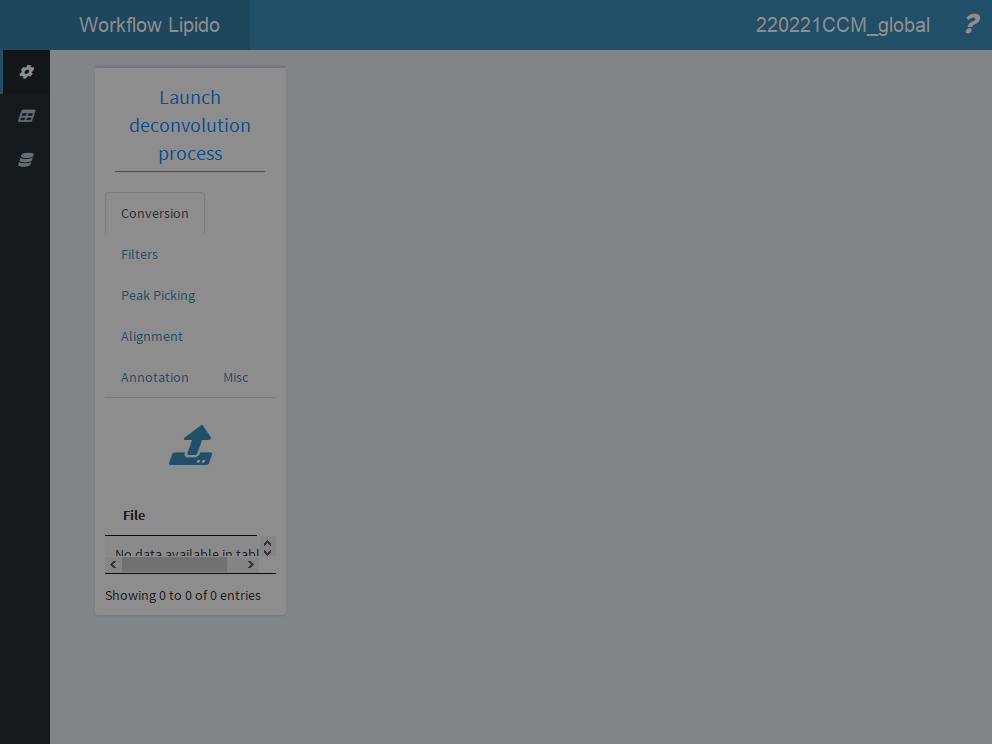 Workflow Lipido
220221CCM_global
?
Launch
deconvolution
process
Conversion
Filters
Peak Picking
Alignment
Annotation Misc
File
No data available in tabl
Showing 0 to 0 of 0 entries